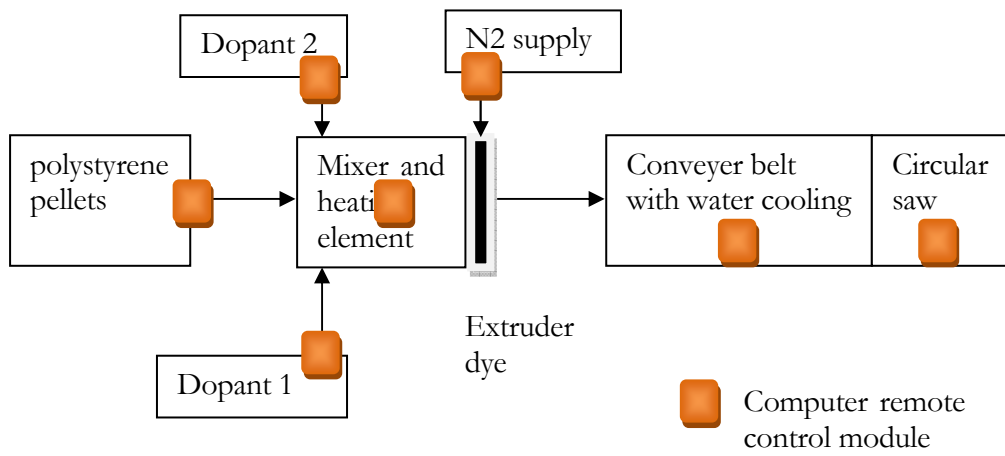 Dopant 2
N2 supply
polystyrene
pellets
Mixer and
heati
element
Conveyer belt
with water cooling
Circular
saw
Extruder
dye
Dopant 1
Computer remote
control module